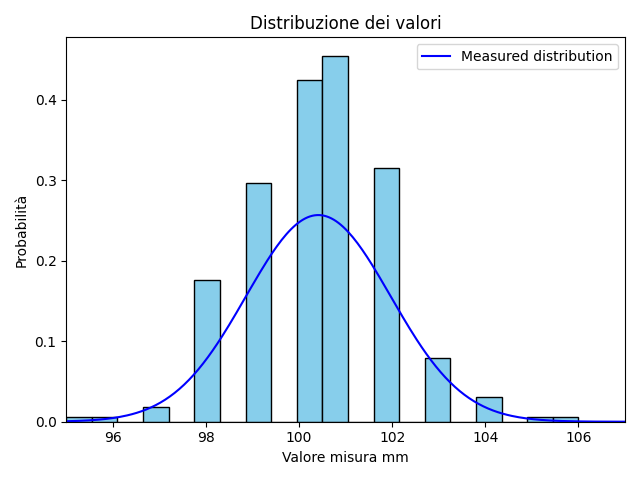 Distribuzione dei valori
Measured distribution
Probabilità
0.4
0.3
0.2
0.1
0.0
96 98 100 102 104 106
Valore misura mm